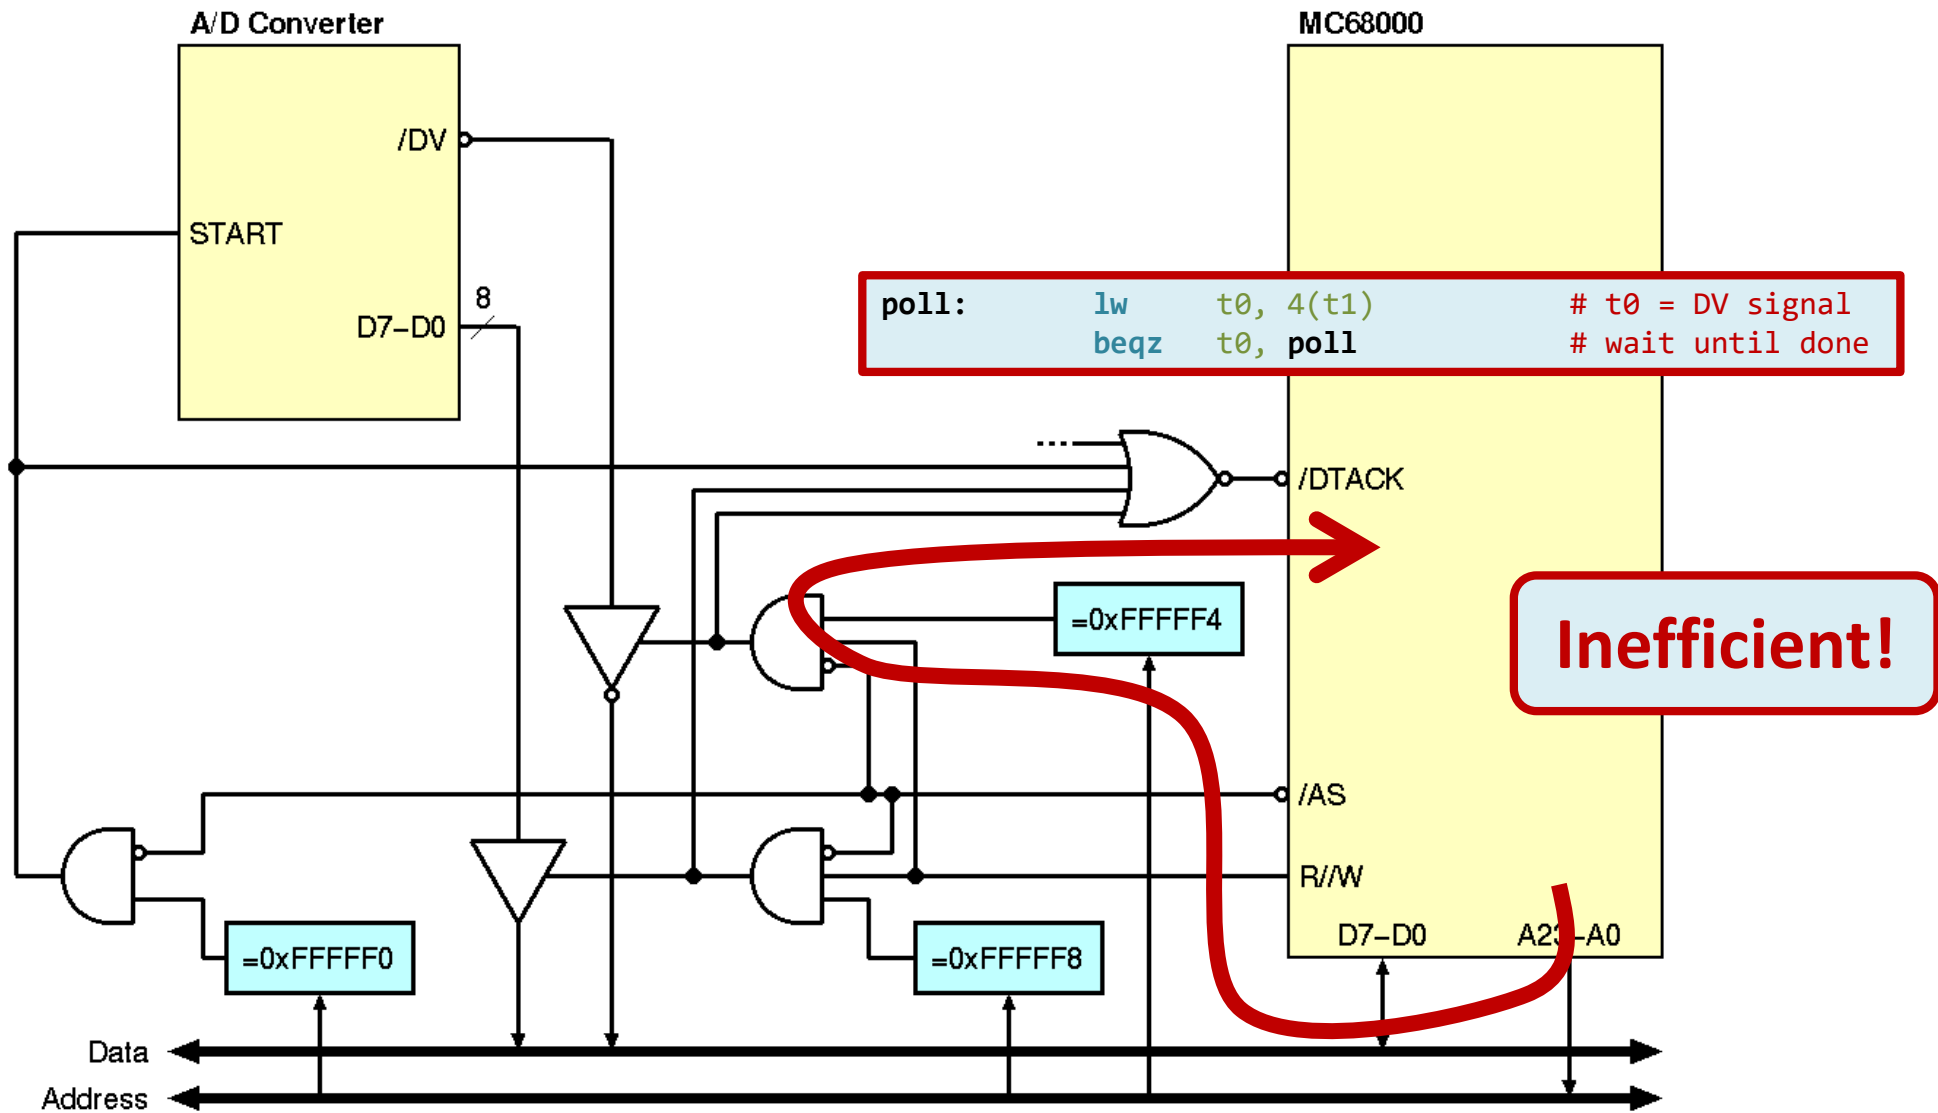 A/D Converter
MC68000
/DV
START
8
D7–D0
poll: lw t0, 4(t1) # t0 = DV signal
beqz t0, poll # wait until done
/DTACK
=0xFFFFF4
Inefficient!
/AS
R//W
D7–D0
A23–A0
=0xFFFFF0
=0xFFFFF8
Data
Address